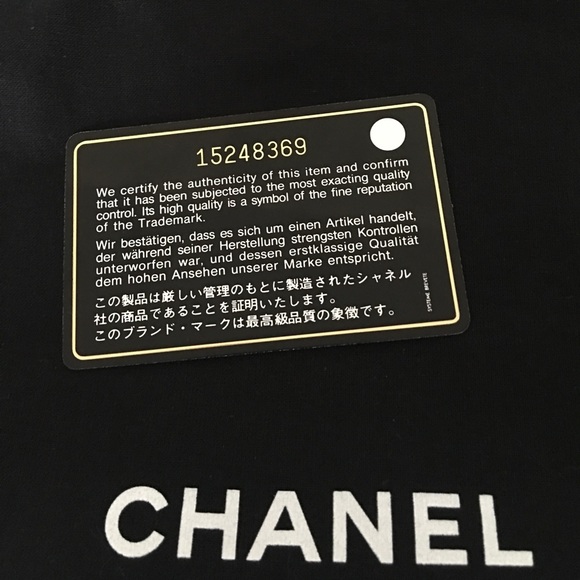 15248369
We certify the authenticity of this item and confirm
that it has been subjected to the most exacting quality
control. Its high quality is a symbol of the fine reputation
of the Trademark.
Wir bestätigen, dass es sich um einen Artikel handelt,
der während seiner Herstellung strengsten Kontrollen
unterworfen war, und dessen erstklassige Qualität
dem hohen Ansehen unserer Marke entspricht.
この製品は厳しい管理のもとに製造されたシャネル
社の商品であることを証明いたします。
このブランド・マークは最高級品質の象徴です。
SYSTEME BREVETE
CHANEL